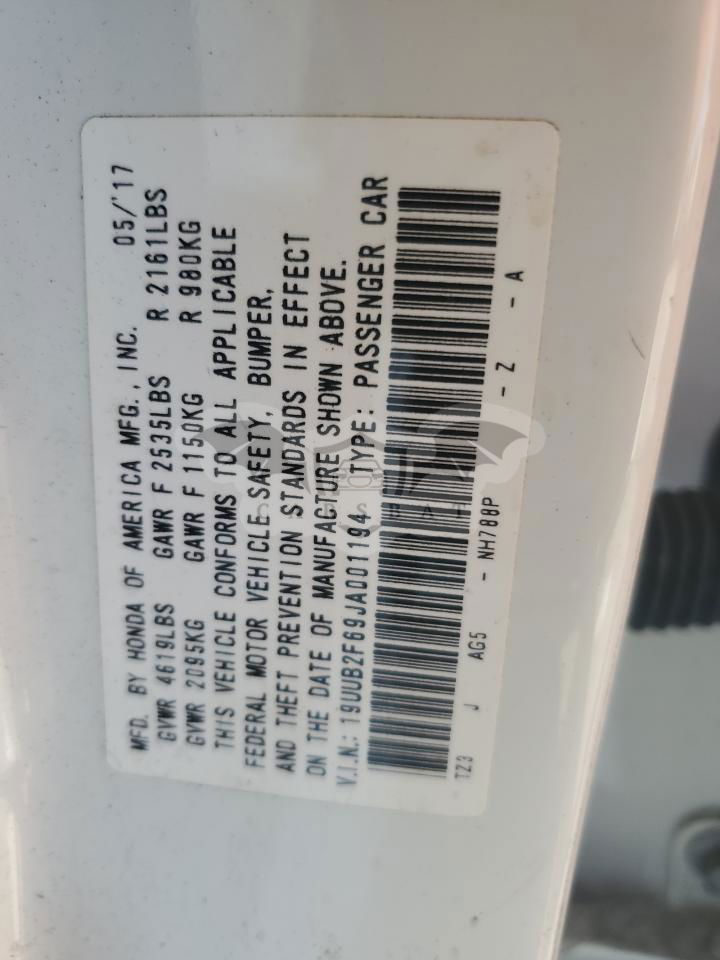 MFD. BY HONDA OF AMERICA MFG., INC. 05/'17
GVWR 4619LBS GAWR F 2535LBS R 2161LBS
GVWR 2095KG GAWR F 1150KG R 980KG
THIS VEHICLE CONFORMS TO ALL APPLICABLE
FEDERAL MOTOR VEHICLE SAFETY, BUMPER,
AND THEFT PREVENTION STANDARDS IN EFFECT
ON THE DATE OF MANUFACTURE SHOWN ABOVE.
V.I.N.: 19UUB2F69JA001194 TYPE: PASSENGER CAR
TZ3 J AG5 - NH788P - Z - A